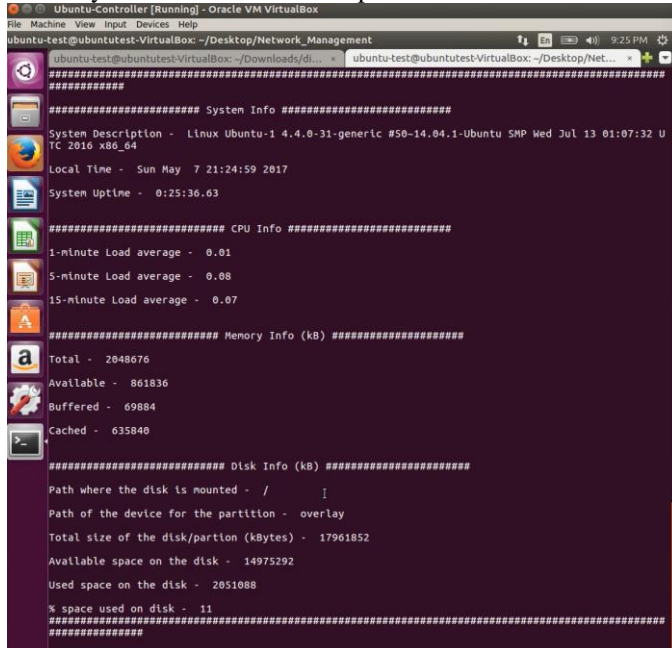 Ubuntu-Controller [Running] - Oracle VM VirtualBox
File Machine View Input Devices Help
ubuntu-test@ubuntutest-VirtualBox: ~/Desktop/Network_Management En 9:25 PM
ubuntu-test@ubuntutest-VirtualBox: ~/Downloads/di... × ubuntu-test@ubuntutest-VirtualBox: ~/Desktop/Net... ×
##################################################################################################
############
######################## System Info ###########################
System Description - Linux Ubuntu-1 4.4.0-31-generic #50~14.04.1-Ubuntu SMP Wed Jul 13 01:07:32 U
TC 2016 x86_64
Local Time - Sun May 7 21:24:59 2017
System Uptime - 0:25:36.63
############################ CPU Info ##########################
1-minute Load average - 0.01
5-minute Load average - 0.08
15-minute Load average - 0.07
########################### Memory Info (kB) #####################
Total - 2048676
Available - 861836
Buffered - 69884
Cached - 635840
############################ Disk Info (kB) #######################
Path where the disk is mounted - /
Path of the device for the partition - overlay
Total size of the disk/partion (kBytes) - 17961852
Available space on the disk - 14975292
Used space on the disk - 2051088
% space used on disk - 11
##################################################################################################
###############